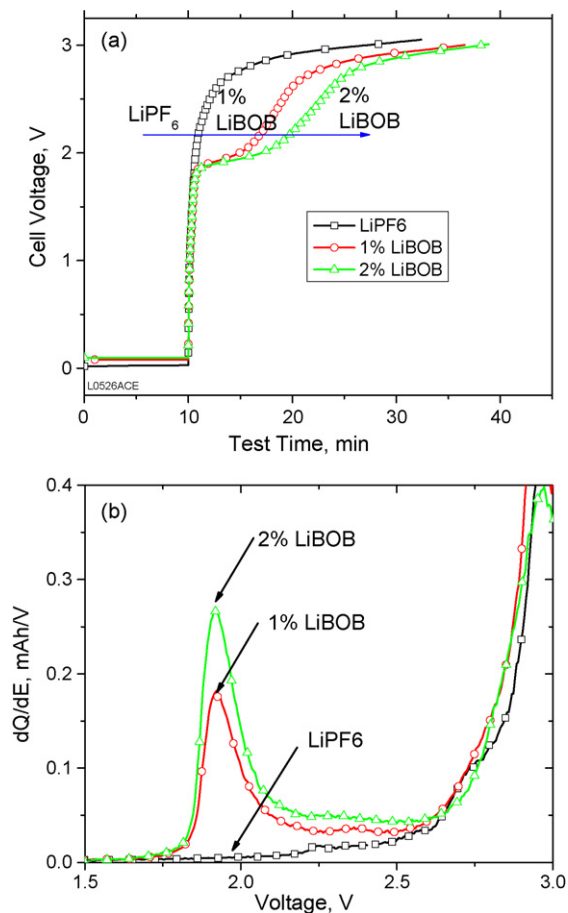 (a)
3
2
1
0
Cell Voltage, V
LiPF6
1%
LiBOB
2%
LiBOB
LiPF6
1% LiBOB
2% LiBOB
L0526ACE
0 10 20 30 40
Test Time, min
(b)
0.4
0.3
0.2
0.1
0.0
dQ/dE, mAh/V
2% LiBOB
1% LiBOB
LiPF6
1.5 2.0 2.5 3.0
Voltage, V